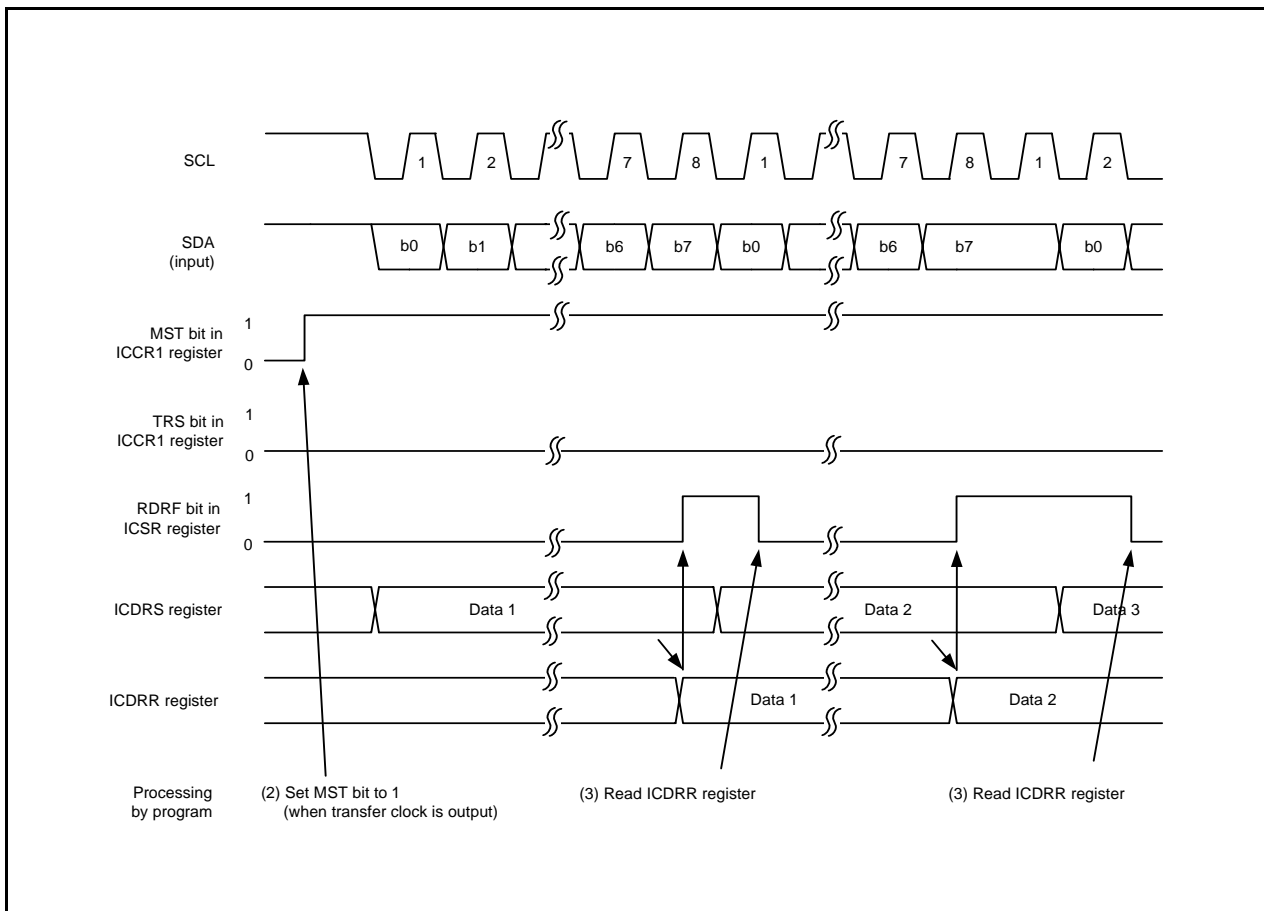 SCL
1 2 7 8 1 7 8 1 2
SDA
(input)
b0 b1 b6 b7 b0 b6 b7 b0
MST bit in
ICCR1 register
1
0
TRS bit in
ICCR1 register
1
0
RDRF bit in
ICSR register
1
0
ICDRS register
Data 1 Data 2 Data 3
ICDRR register
Data 1 Data 2
Processing
by program
(2) Set MST bit to 1
(when transfer clock is output)
(3) Read ICDRR register
(3) Read ICDRR register